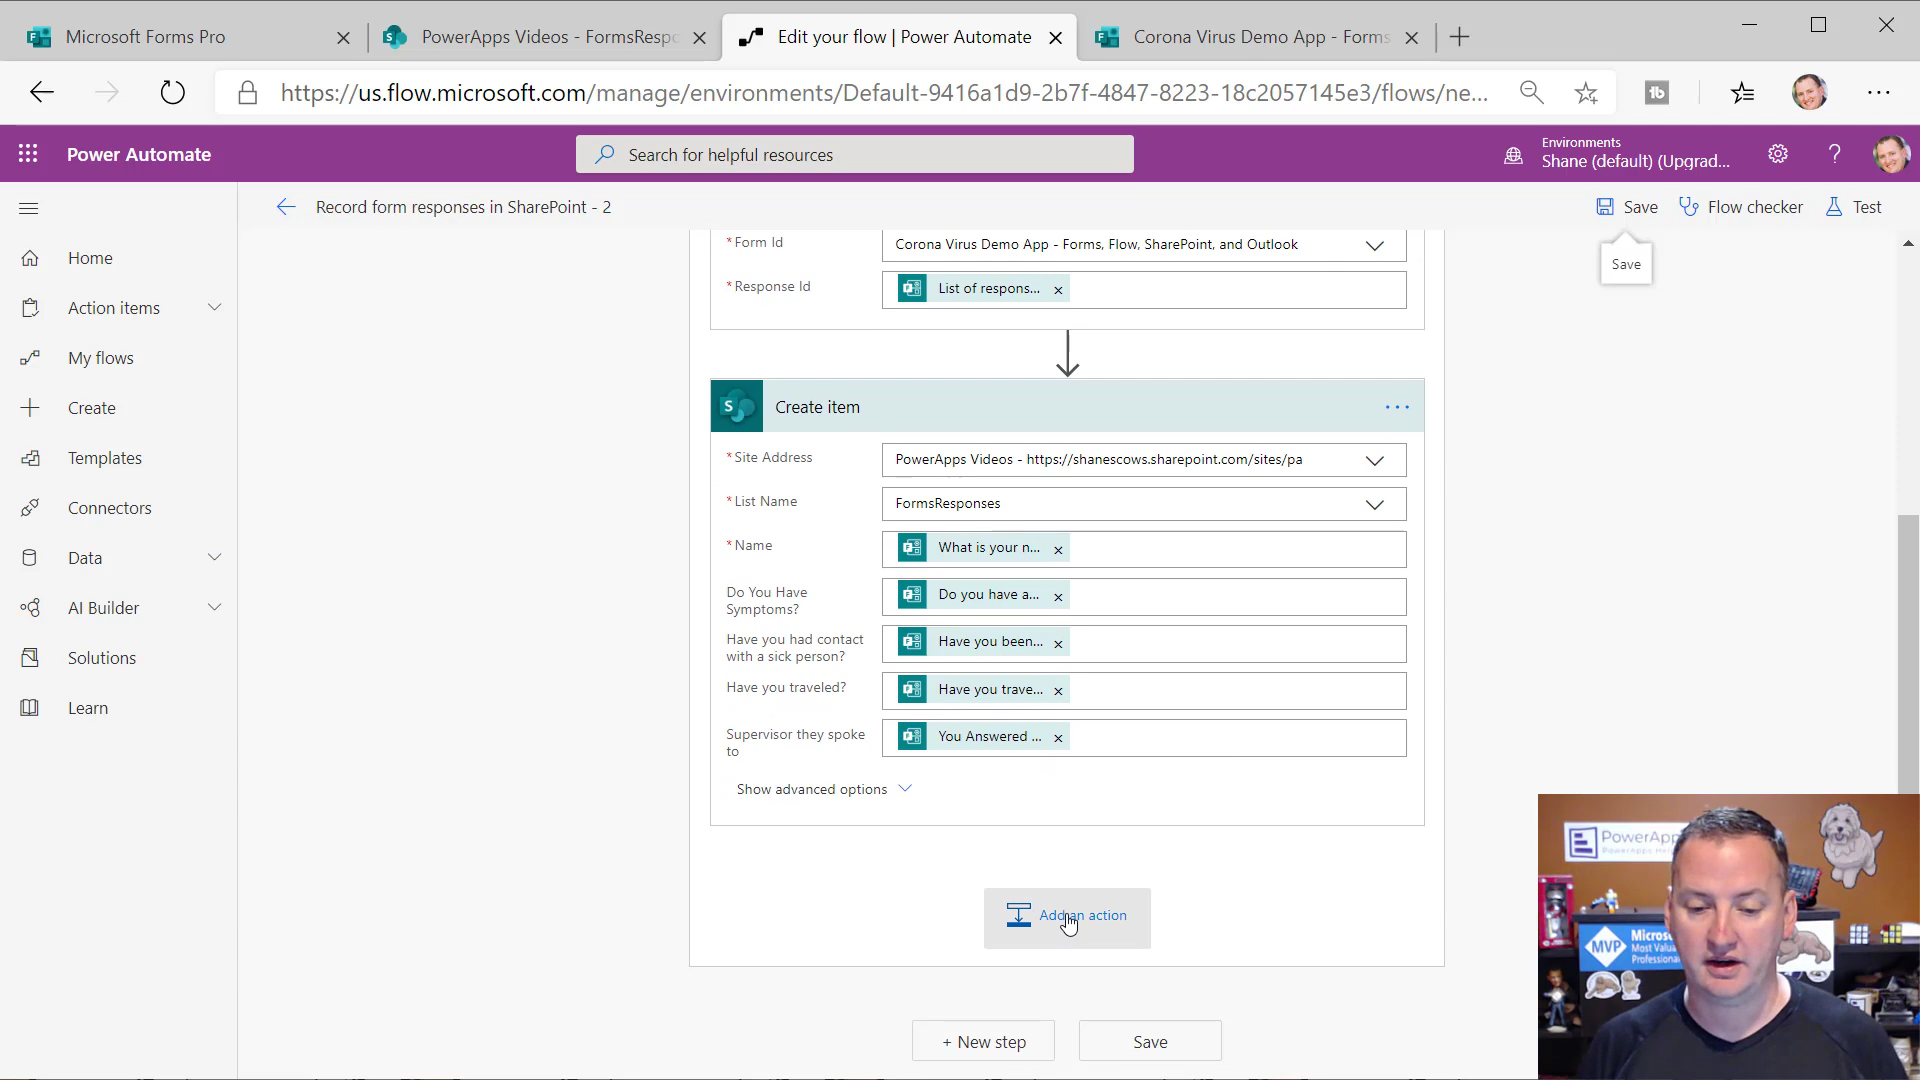 Microsoft Forms Pro
PowerApps Videos - FormsRespo
Edit your flow | Power Automate
Corona Virus Demo App - Forms
https://us.flow.microsoft.com/manage/environments/Default-9416a1d9-2b7f-4847-8223-18c2057145e3/flows/ne...
Power Automate
Search for helpful resources
Environments
Shane (default) (Upgrad...
Record form responses in SharePoint - 2
Save
Flow checker
Test
Save
Home
Action items
My flows
Create
Templates
Connectors
Data
AI Builder
Solutions
Learn
*Form Id
Corona Virus Demo App - Forms, Flow, SharePoint, and Outlook
*Response Id
List of respons...
Create item
*Site Address
PowerApps Videos - https://shanescows.sharepoint.com/sites/pa
*List Name
FormsResponses
*Name
What is your n...
Do You Have
Symptoms?
Do you have a...
Have you had contact
with a sick person?
Have you been...
Have you traveled?
Have you trave...
Supervisor they spoke
to
You Answered ...
Show advanced options
Add an action
+ New step
Save
PowerApp
MVP
Micros
Most Valua
Professiona